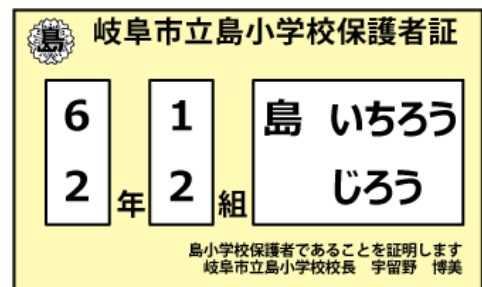 島
岐阜市立島小学校保護者証
6 1 島 いちろう
2年 2組 じろう
島小学校保護者であることを証明します
岐阜市立島小学校校長 宇留野 博美